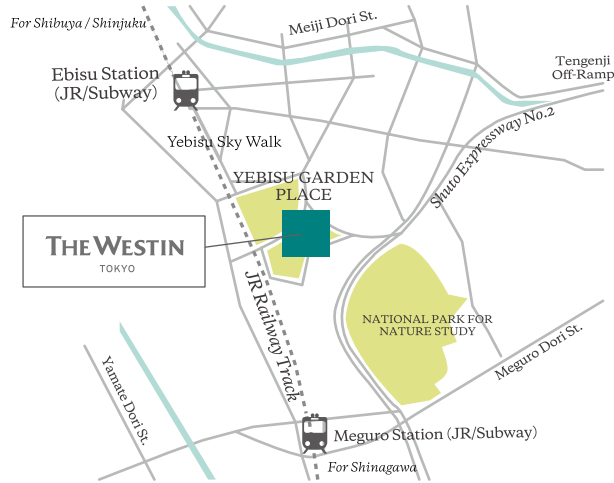 For Shibuya / Shinjuku
Meiji Dori St.
Tengenji
Off-Ramp
Ebisu Station
(JR/Subway)
Shuto Expressway No.2
Yebisu Sky Walk
YEBISU GARDEN
PLACE
THE WESTIN
TOKYO
JR Railway Track
NATIONAL PARK FOR
NATURE STUDY
Meguro Dori St.
Yamate Dori St.
Meguro Station (JR/Subway)
For Shinagawa